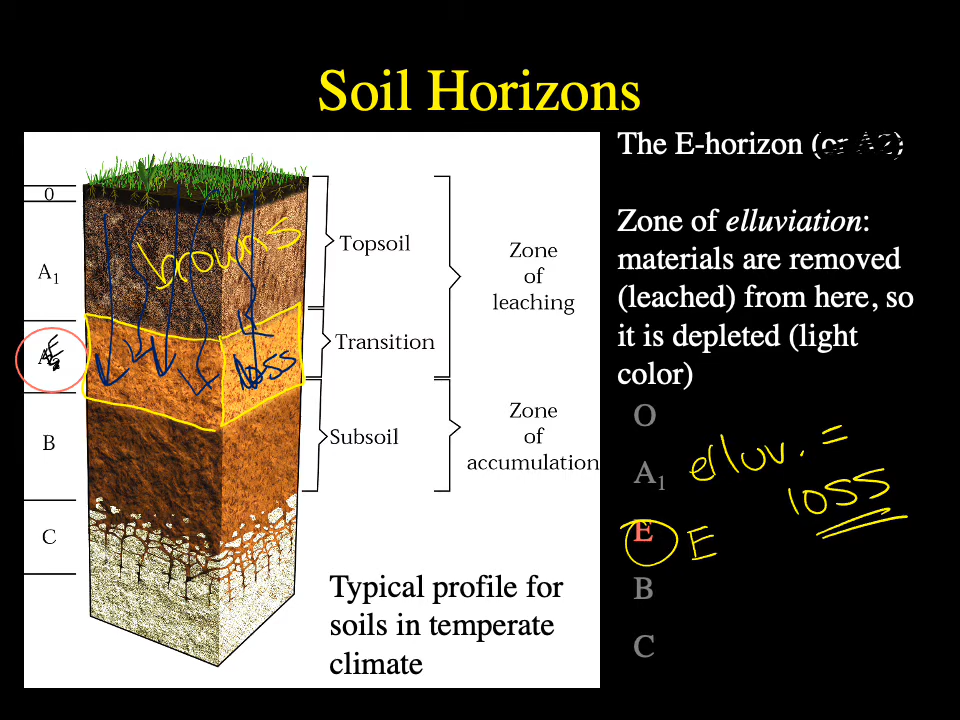 Soil Horizons
The E-horizon
Zone of elluviation:
materials are removed
(leached) from here, so
it is depleted (light
color)
O
A1
E
E
B
C
elluv. =
loss
0
A1
E
B
C
browns
loss
Topsoil
Transition
Subsoil
Zone
of
leaching
Zone
of
accumulation
Typical profile for
soils in temperate
climate